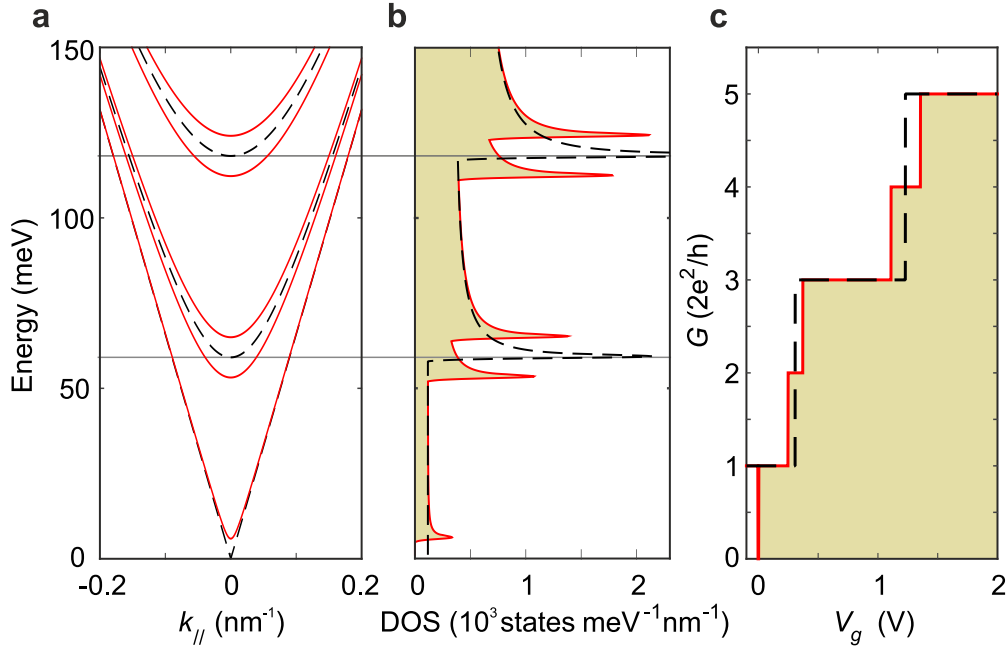 a
b
c
150
100
50
0
Energy (meV)
-0.2
0
0.2
k// (nm-1)
0
1
2
DOS (10³ states meV⁻¹nm⁻¹)
5
4
3
2
1
0
G (2e²/h)
0
1
2
Vg (V)